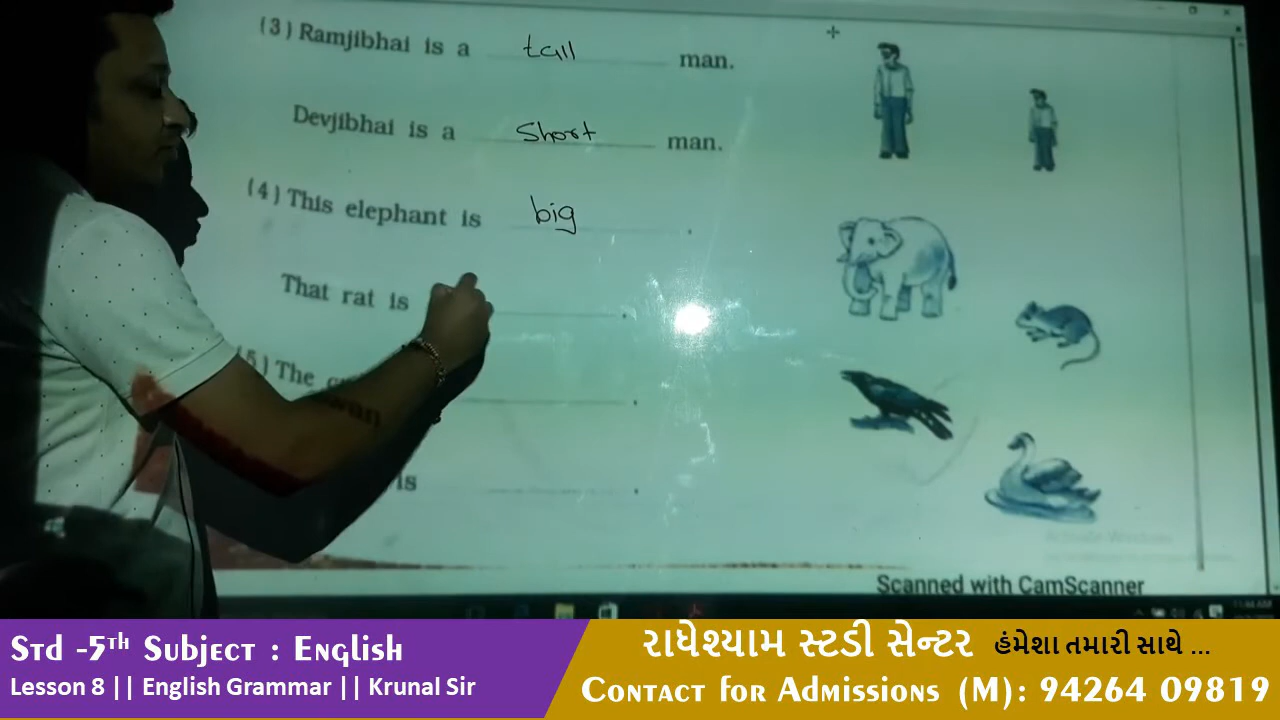 (3) Ramjibhai is a tall man.
Devjibhai is a short man.
(4) This elephant is big .
That rat is .
(5) The
is .
Scanned with CamScanner
Std -5th Subject : English
Lesson 8 || English Grammar || Krunal Sir
રાધેશ્યામ સ્ટડી સેન્ટર હંમેશા તમારી સાથે ...
Contact for Admissions (M): 94264 09819